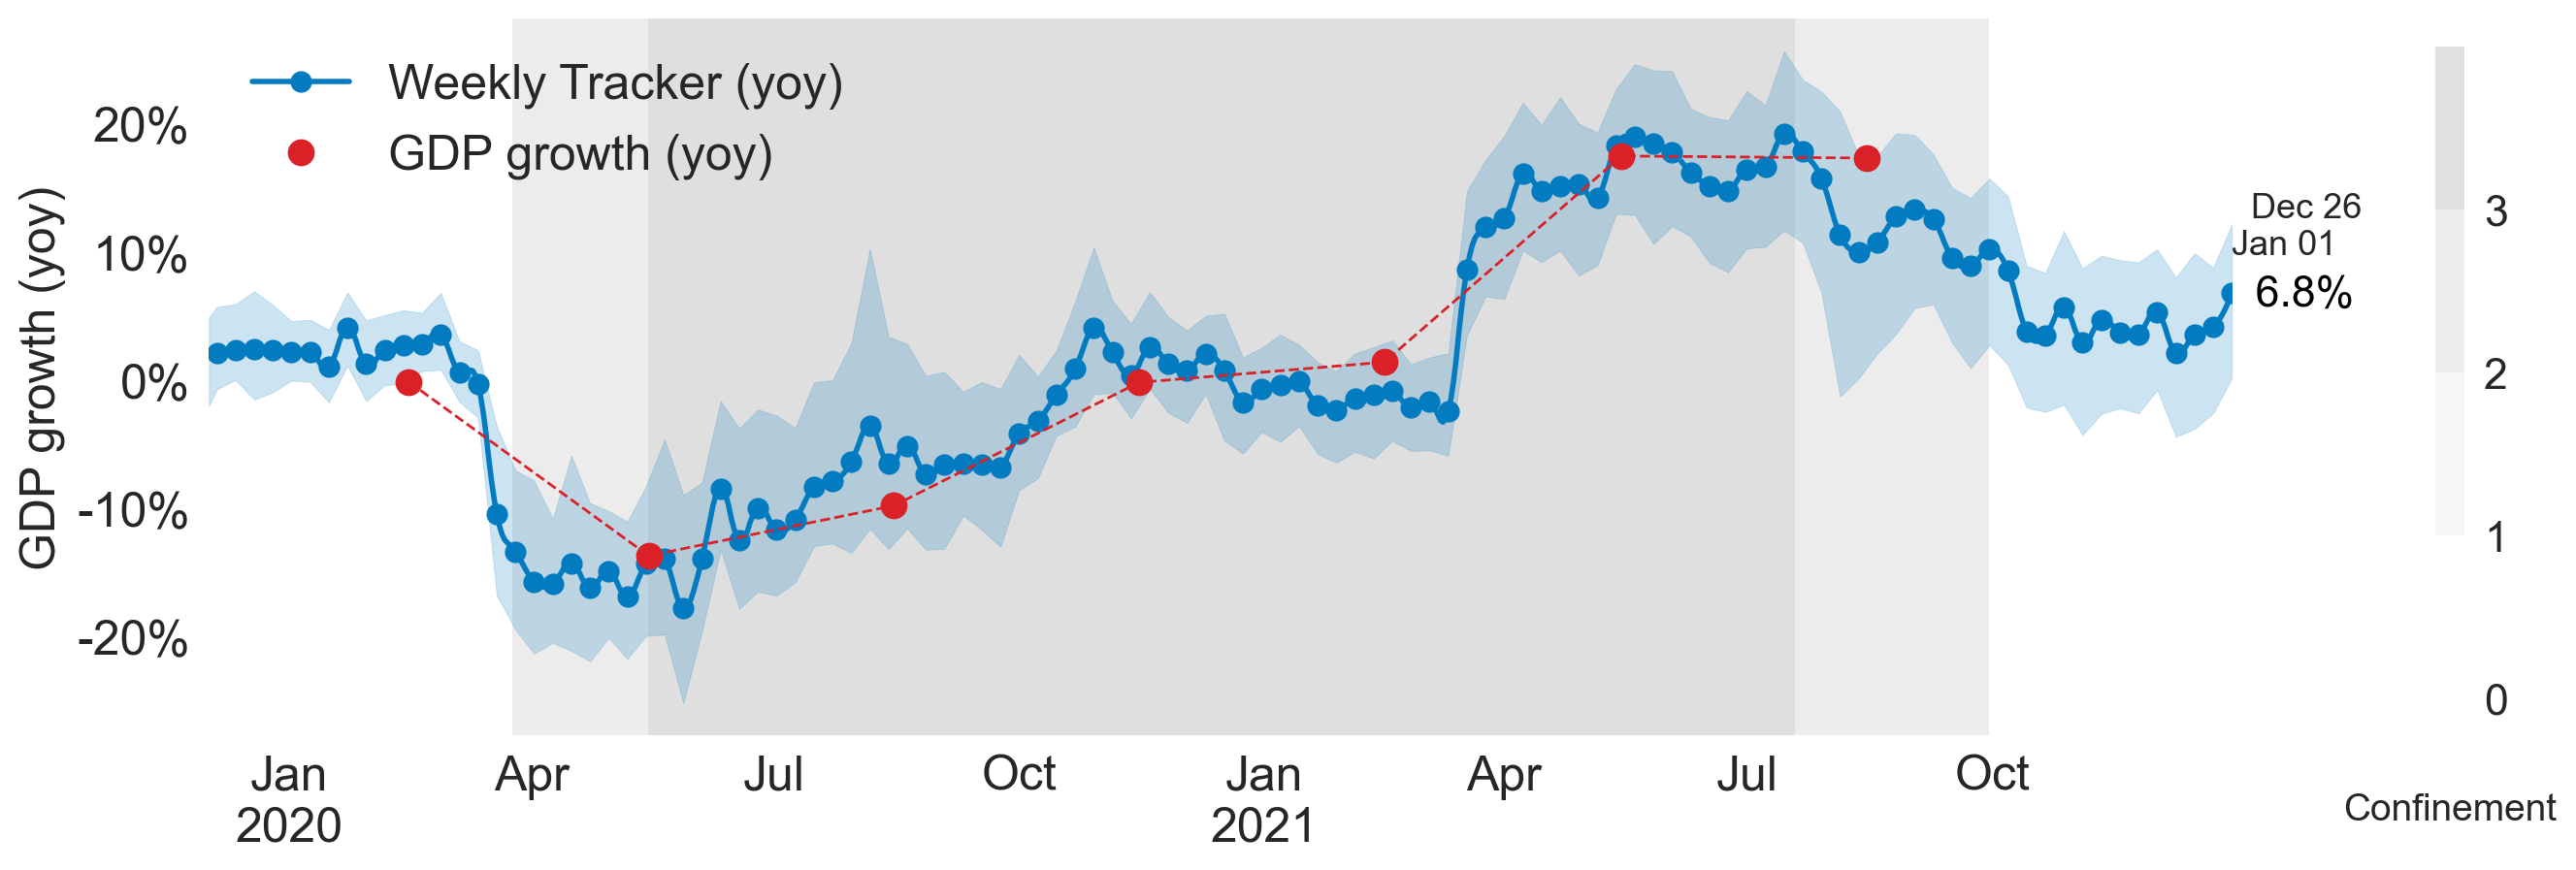 Weekly Tracker (yoy)
GDP growth (yoy)
GDP growth (yoy)
20%
10%
0%
-10%
-20%
Jan
2020
Apr
Jul
Oct
Jan
2021
Apr
Jul
Oct
Dec 26
Jan 01
6.8%
3
2
1
0
Confinement